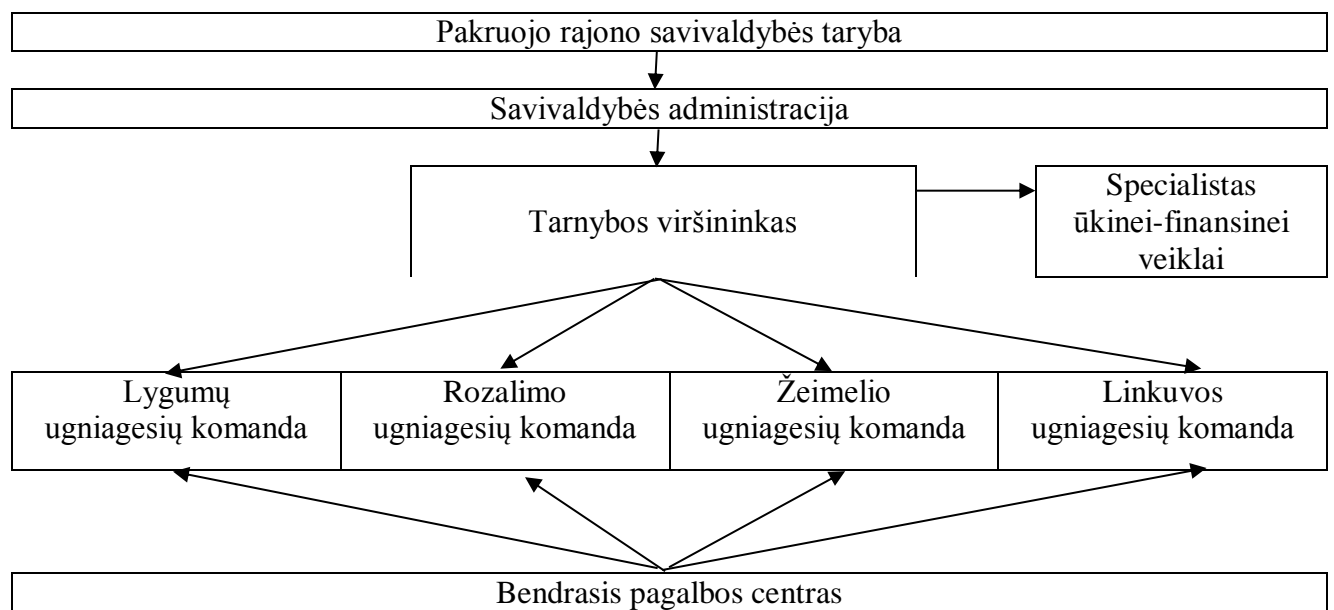 Pakruojo rajono savivaldybės taryba
Savivaldybės administracija
Tarnybos viršininkas
Specialistas
ūkinei-finansinei
veiklai
Lygumų
ugniagesių komanda
Rozalimo
ugniagesių komanda
Žeimelio
ugniagesių komanda
Linkuvos
ugniagesių komanda
Bendrasis pagalbos centras